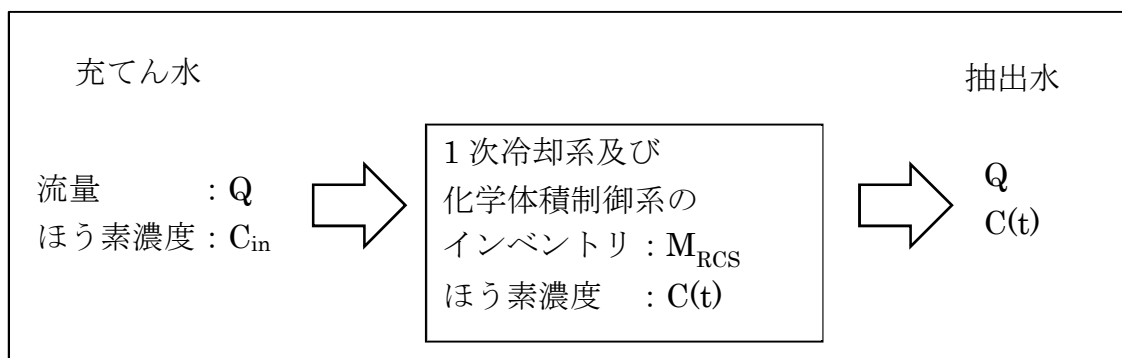 充てん水
流量　　　：Q
ほう素濃度：C_in
１次冷却系及び
化学体積制御系の
インベントリ：M_RCS
ほう素濃度　：C(t)
抽出水
Q
C(t)